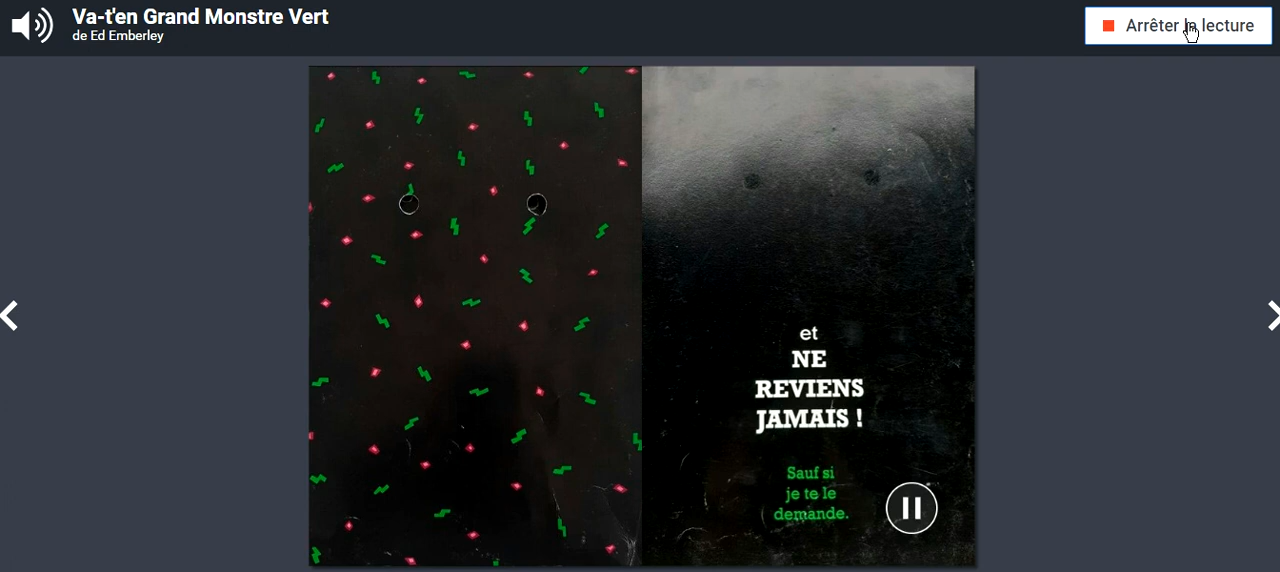 Va-t'en Grand Monstre Vert
de Ed Emberley
Arrêter la lecture
et
NE
REVIENS
JAMAIS !
Sauf si
je te le
demande.